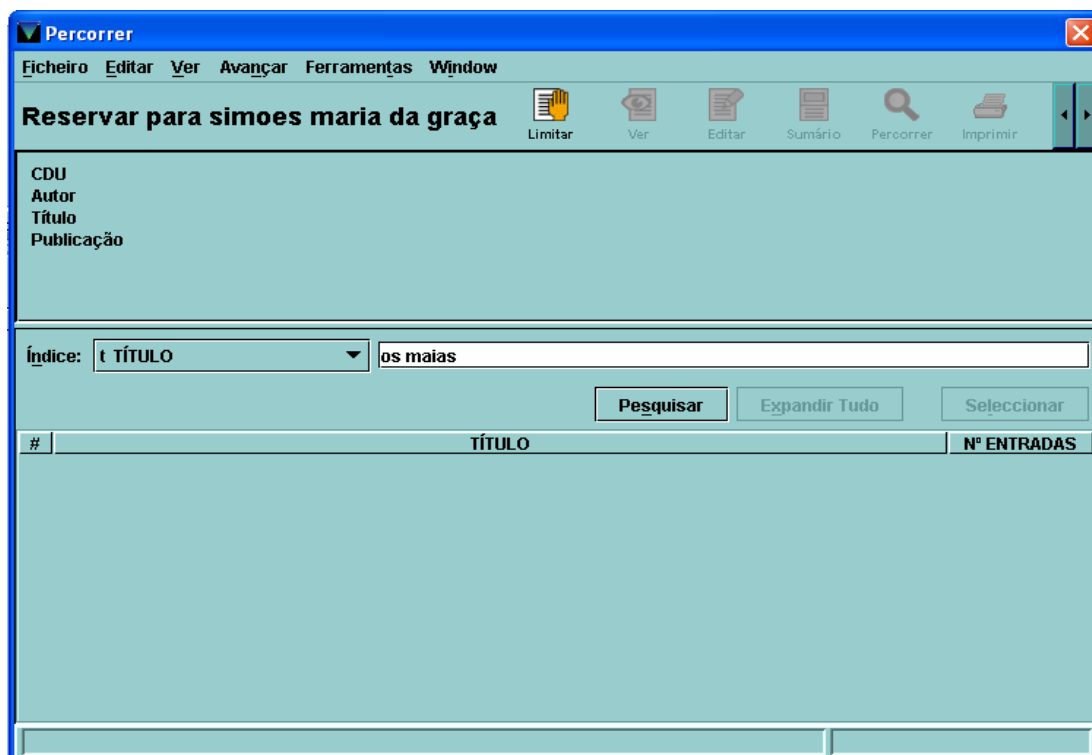 Percorrer
Ficheiro Editar Ver Avançar Ferramentas Window
Reservar para simoes maria da graça
Limitar Ver Editar Sumário Percorrer Imprimir
CDU
Autor
Título
Publicação
Índice: t TÍTULO os maias
Pesquisar Expandir Tudo Seleccionar
# TÍTULO Nº ENTRADAS